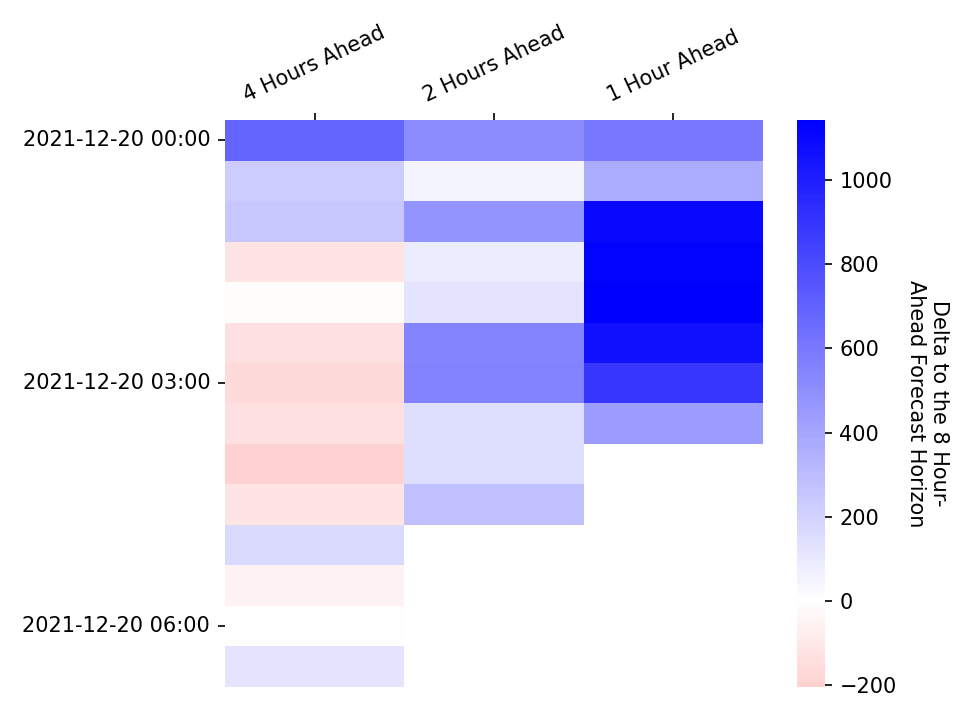 4 Hours Ahead
2 Hours Ahead
1 Hour Ahead
2021-12-20 00:00
2021-12-20 03:00
2021-12-20 06:00
1000
800
600
400
200
0
−200
Delta to the 8 Hour-
Ahead Forecast Horizon